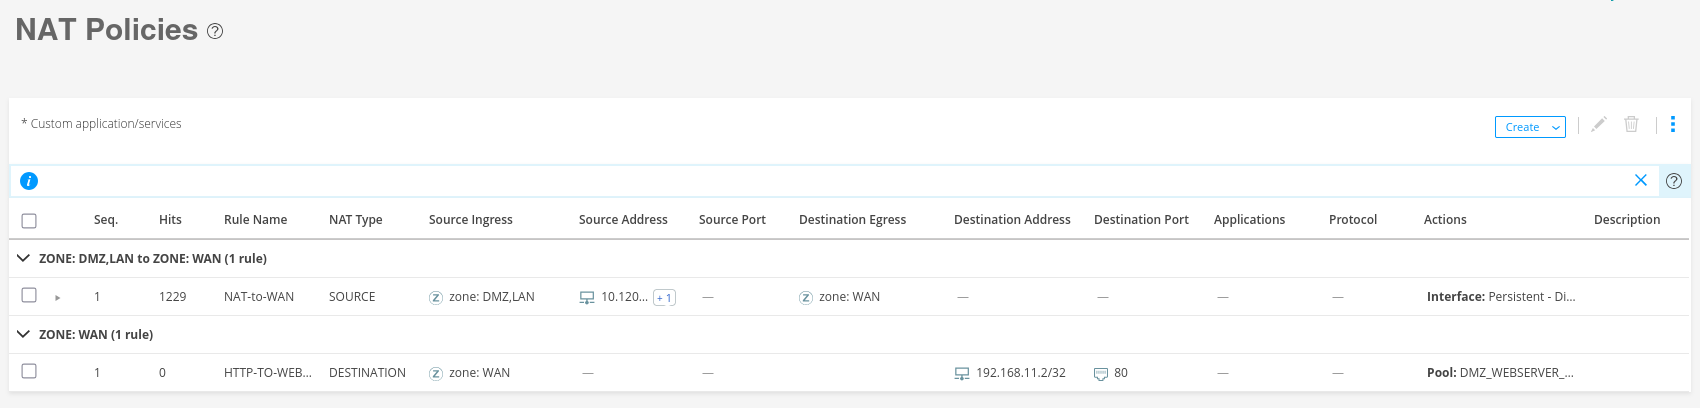 NAT Policies ?
* Custom application/services
Create
i ?
Seq. Hits Rule Name NAT Type Source Ingress Source Address Source Port Destination Egress Destination Address Destination Port Applications Protocol Actions Description
ZONE: DMZ,LAN to ZONE: WAN (1 rule)
1 1229 NAT-to-WAN SOURCE Z zone: DMZ,LAN 10.120... + 1 — Z zone: WAN — — — — Interface: Persistent - Di...
ZONE: WAN (1 rule)
1 0 HTTP-TO-WEB... DESTINATION Z zone: WAN — — 192.168.11.2/32 80 — — Pool: DMZ_WEBSERVER_...